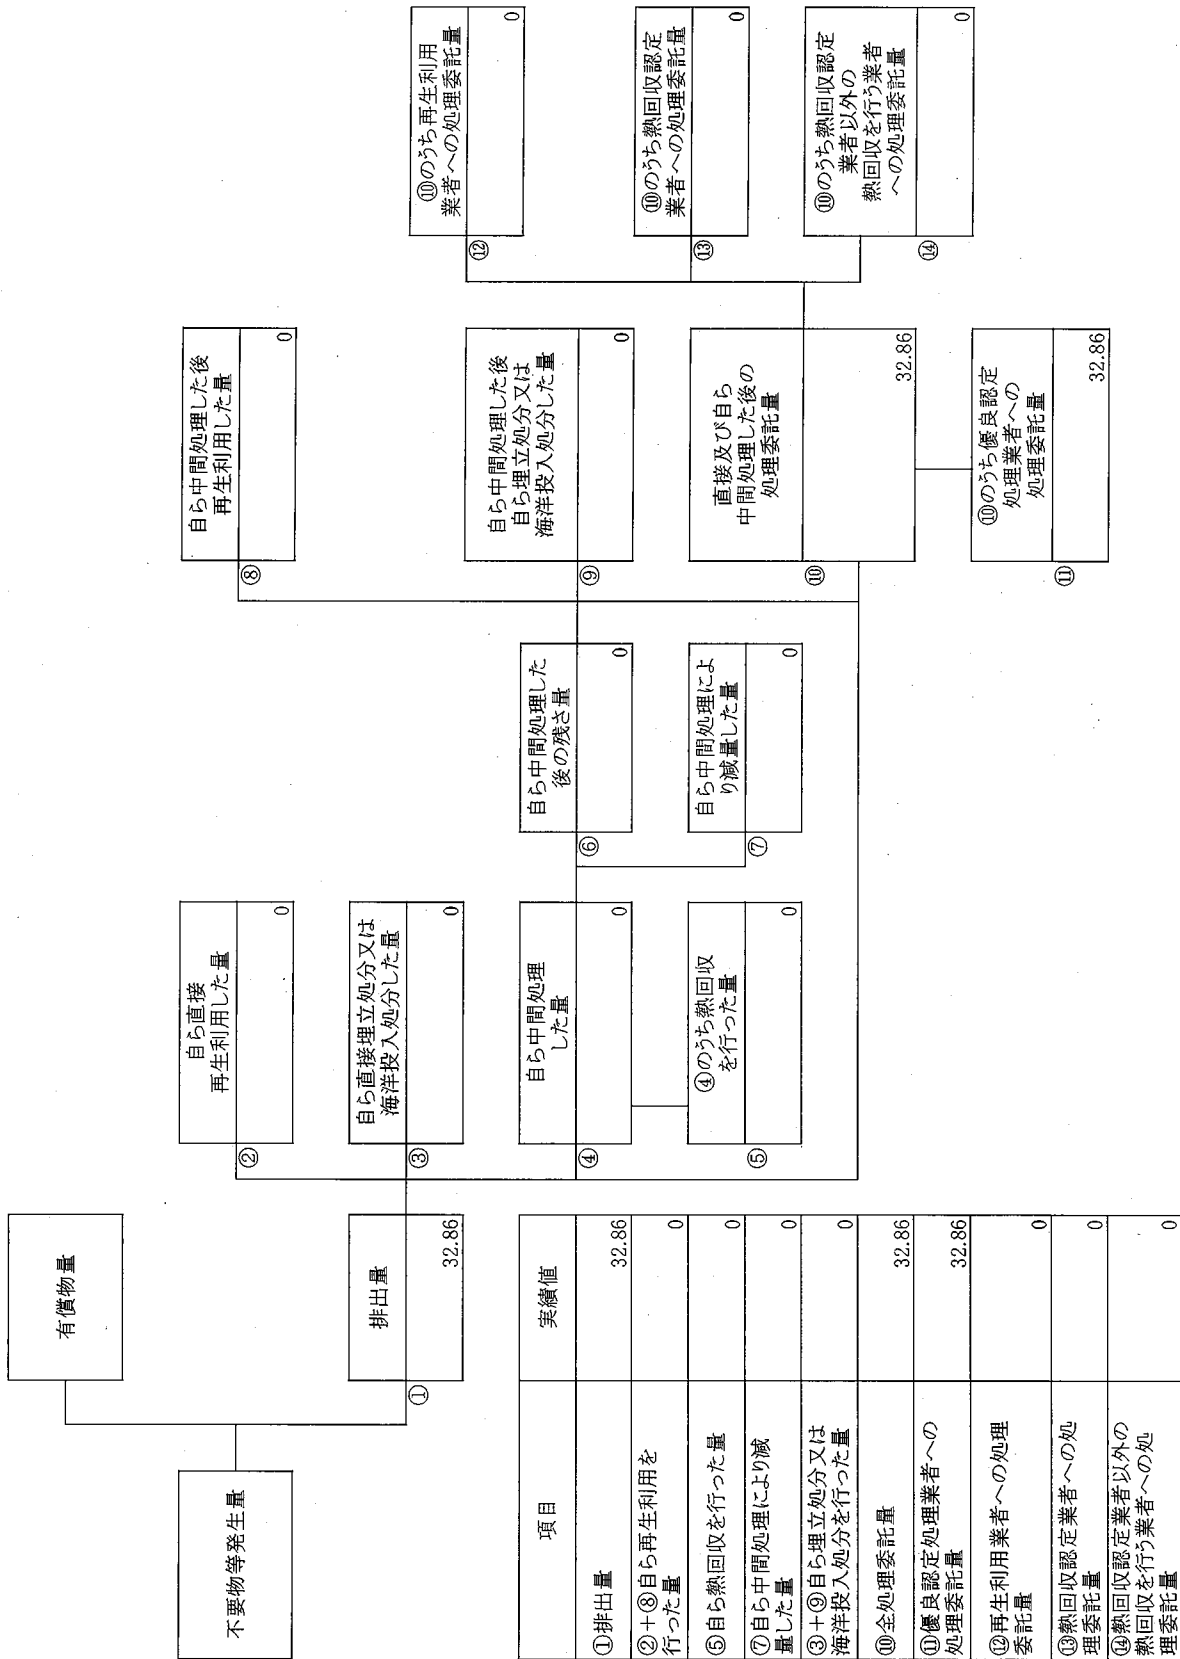 不要物等発生量
有償物量
排出量
①
32.86
自ら直接
再生利用した量
②
0
自ら直接埋立処分又は
海洋投入処分した量
③
0
自ら中間処理
した量
④
0
④のうち熱回収
を行った量
⑤
0
自ら中間処理した
後の残さ量
⑥
0
自ら中間処理によ
り減量した量
⑦
0
自ら中間処理した後
再生利用した量
⑧
0
自ら中間処理した後
自ら埋立処分又は
海洋投入処分した量
⑨
0
直接及び自ら
中間処理した後の
処理委託量
⑩
32.86
⑩のうち優良認定
処理業者への
処理委託量
⑪
32.86
⑩のうち再生利用
業者への処理委託量
⑫
0
⑩のうち熱回収認定
業者への処理委託量
⑬
0
⑩のうち熱回収認定
業者以外の
熱回収を行う業者
への処理委託量
⑭
0
項目 実績値
①排出量 32.86
②+⑧自ら再生利用を
行った量 0
⑤自ら熱回収を行った量 0
⑦自ら中間処理により減
量した量 0
③+⑨自ら埋立処分又は
海洋投入処分を行った量 0
⑩全処理委託量 32.86
⑪優良認定処理業者への
処理委託量 32.86
⑫再生利用業者への処理
委託量 0
⑬熱回収認定業者への処
理委託量 0
⑭熱回収認定業者以外の
熱回収を行う業者への処
理委託量 0